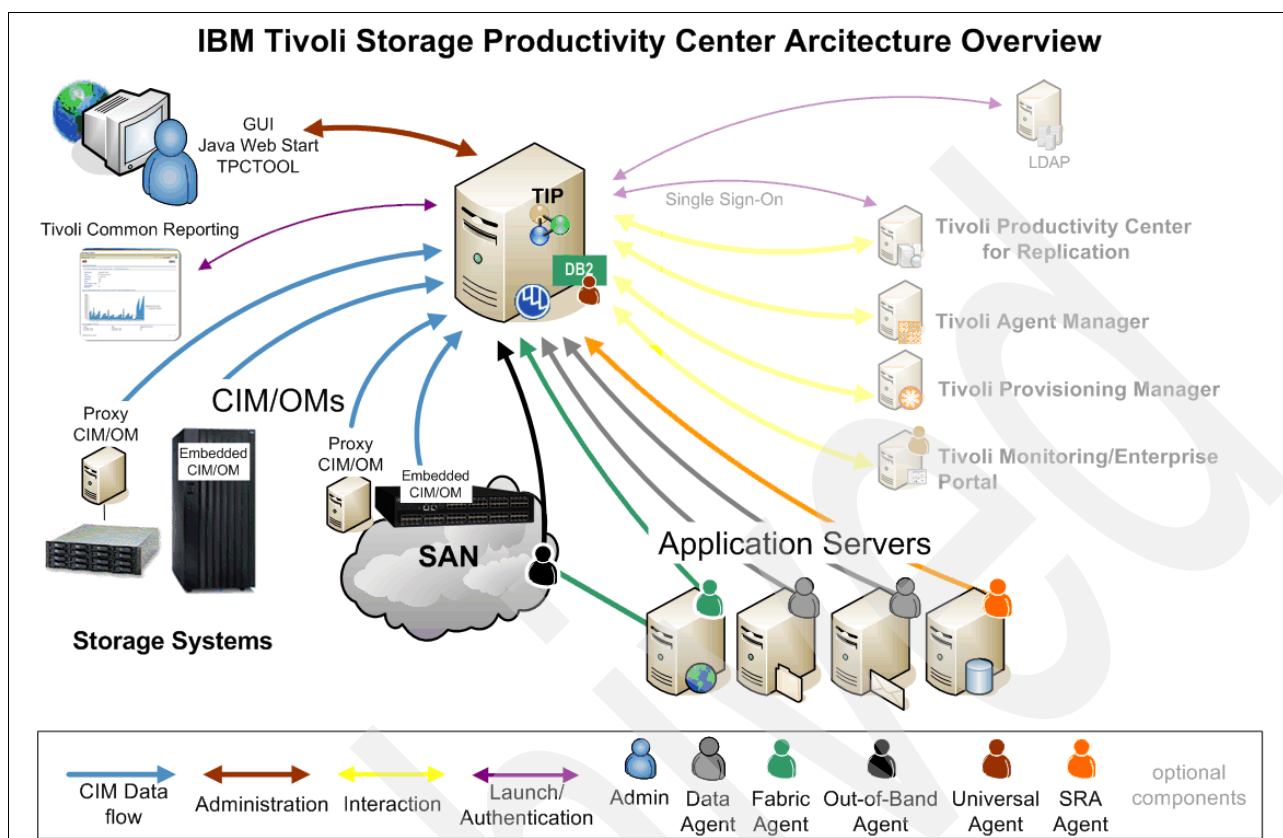 IBM Tivoli Storage Productivity Center Arcitecture Overview
GUI
Java Web Start
TPCTOOL
TIP
DB2
LDAP
Single Sign-On
Tivoli Common Reporting
Tivoli Productivity Center
for Replication
Tivoli Agent Manager
Tivoli Provisioning Manager
Tivoli Monitoring/Enterprise
Portal
CIM/OMs
Proxy
CIM/OM
Embedded
CIM/OM
Proxy
CIM/OM
Embedded
CIM/OM
SAN
Application Servers
Storage Systems
CIM Data
flow
Administration
Interaction
Launch/
Authentication
Admin
Data
Agent
Fabric
Agent
Out-of-Band
Agent
Universal
Agent
SRA
Agent
optional
components